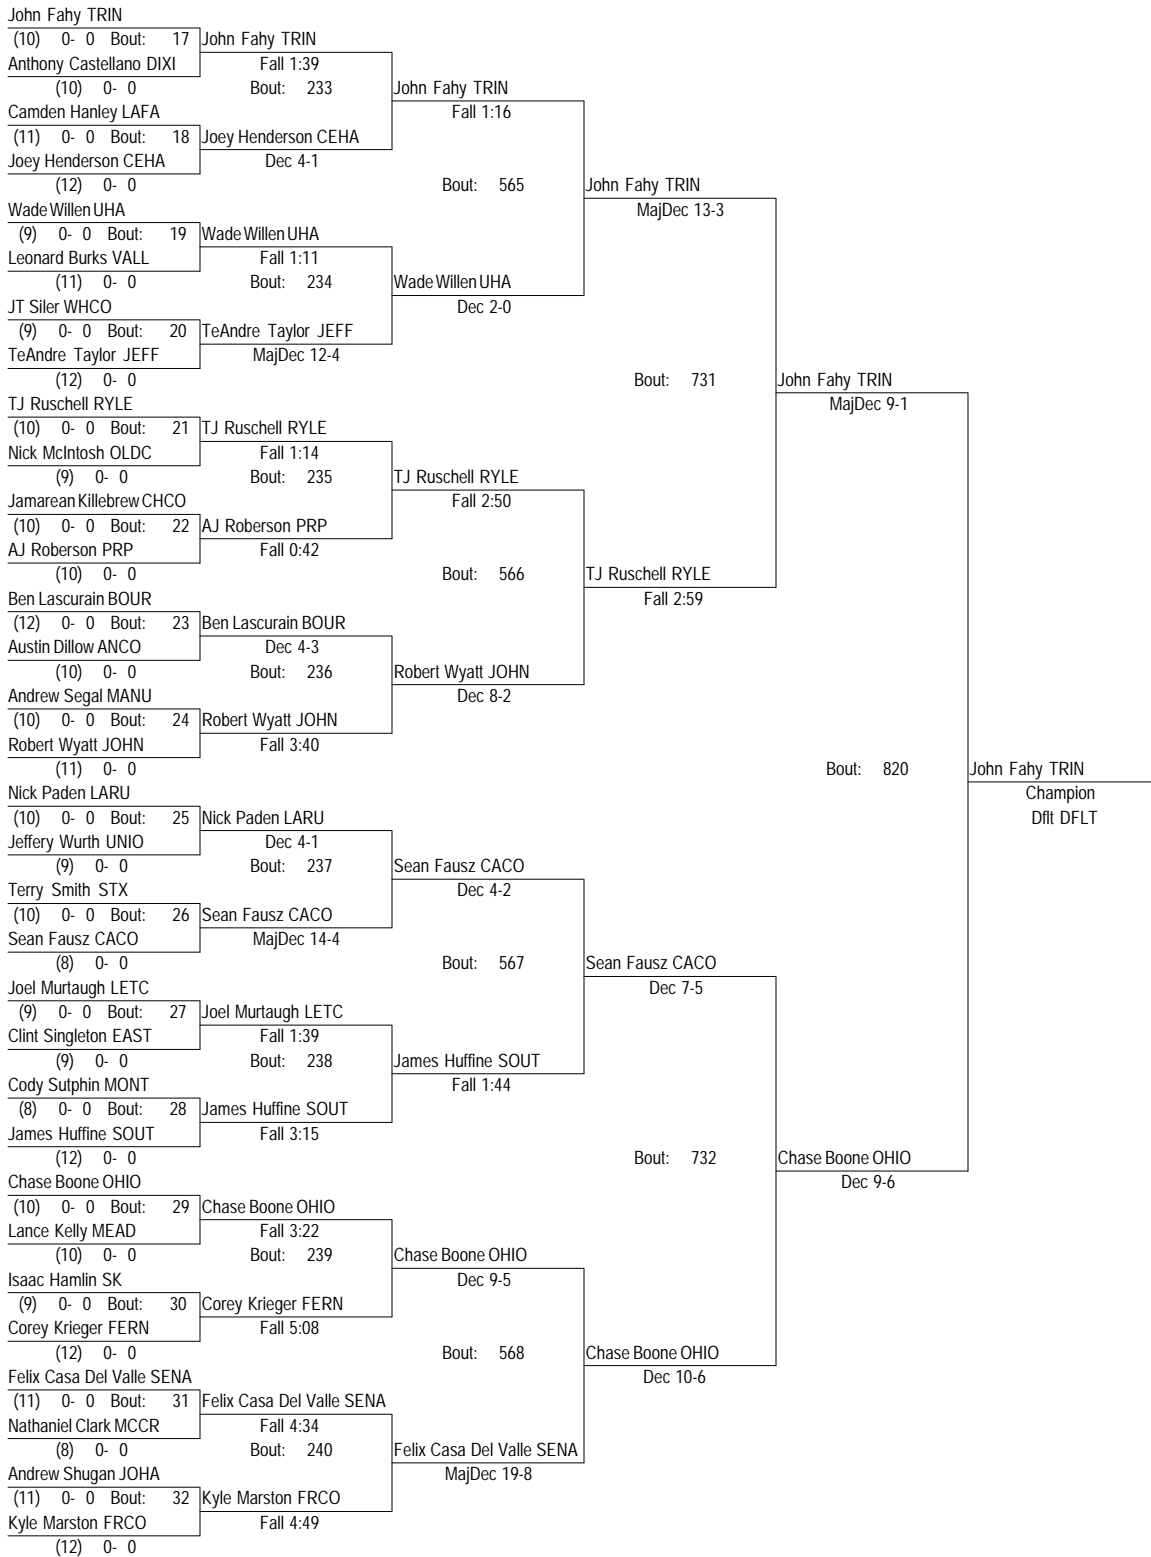 John Fahy TRIN
(10) 0- 0 Bout: 17 John Fahy TRIN
Anthony Castellano DIXI Fall 1:39
(10) 0- 0 Bout: 233 John Fahy TRIN
Camden Hanley LAFA Fall 1:16
(11) 0- 0 Bout: 18 Joey Henderson CEHA
Joey Henderson CEHA Dec 4-1
(12) 0- 0 Bout: 565 John Fahy TRIN
Wade Willen UHA MajDec 13-3
(9) 0- 0 Bout: 19 Wade Willen UHA
Leonard Burks VALL Fall 1:11
(11) 0- 0 Bout: 234 Wade Willen UHA
JT Siler WHCO Dec 2-0
(9) 0- 0 Bout: 20 TeAndre Taylor JEFF
TeAndre Taylor JEFF MajDec 12-4
(12) 0- 0 Bout: 731 John Fahy TRIN
TJ Ruschell RYLE MajDec 9-1
(10) 0- 0 Bout: 21 TJ Ruschell RYLE
Nick McIntosh OLDC Fall 1:14
(9) 0- 0 Bout: 235 TJ Ruschell RYLE
Jamarean Killebrew CHCO Fall 2:50
(10) 0- 0 Bout: 22 AJ Roberson PRP
AJ Roberson PRP Fall 0:42
(10) 0- 0 Bout: 566 TJ Ruschell RYLE
Ben Lascurain BOUR Fall 2:59
(12) 0- 0 Bout: 23 Ben Lascurain BOUR
Austin Dillow ANCO Dec 4-3
(10) 0- 0 Bout: 236 Robert Wyatt JOHN
Andrew Segal MANU Dec 8-2
(10) 0- 0 Bout: 24 Robert Wyatt JOHN
Robert Wyatt JOHN Fall 3:40
(11) 0- 0 Bout: 820 John Fahy TRIN
Nick Paden LARU Champion
(10) 0- 0 Bout: 25 Nick Paden LARU Dflt DFLT
Jeffery Wurth UNIO Dec 4-1
(9) 0- 0 Bout: 237 Sean Fausz CACO
Terry Smith STX Dec 4-2
(10) 0- 0 Bout: 26 Sean Fausz CACO
Sean Fausz CACO MajDec 14-4
(8) 0- 0 Bout: 567 Sean Fausz CACO
Joel Murtaugh LETC Dec 7-5
(9) 0- 0 Bout: 27 Joel Murtaugh LETC
Clint Singleton EAST Fall 1:39
(9) 0- 0 Bout: 238 James Huffine SOUT
Cody Sutphin MONT Fall 1:44
(8) 0- 0 Bout: 28 James Huffine SOUT
James Huffine SOUT Fall 3:15
(12) 0- 0 Bout: 732 Chase Boone OHIO
Chase Boone OHIO Dec 9-6
(10) 0- 0 Bout: 29 Chase Boone OHIO
Lance Kelly MEAD Fall 3:22
(10) 0- 0 Bout: 239 Chase Boone OHIO
Isaac Hamlin SK Dec 9-5
(9) 0- 0 Bout: 30 Corey Krieger FERN
Corey Krieger FERN Fall 5:08
(12) 0- 0 Bout: 568 Chase Boone OHIO
Felix Casa Del Valle SENA Dec 10-6
(11) 0- 0 Bout: 31 Felix Casa Del Valle SENA
Nathaniel Clark MCCR Fall 4:34
(8) 0- 0 Bout: 240 Felix Casa Del Valle SENA
Andrew Shugan JOHA MajDec 19-8
(11) 0- 0 Bout: 32 Kyle Marston FRCO
Kyle Marston FRCO Fall 4:49
(12) 0- 0